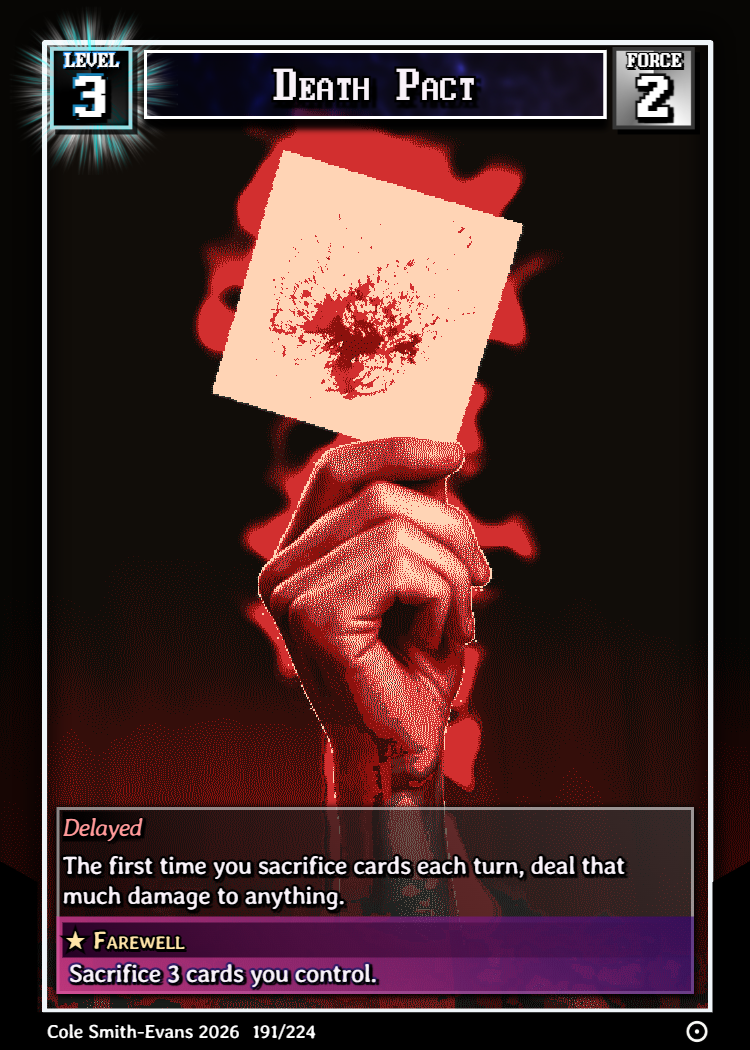 LEVEL
3
Death Pact
FORCE
2
Delayed
The first time you sacrifice cards each turn, deal that
much damage to anything.
★ Farewell
Sacrifice 3 cards you control.
Cole Smith-Evans 2026 191/224